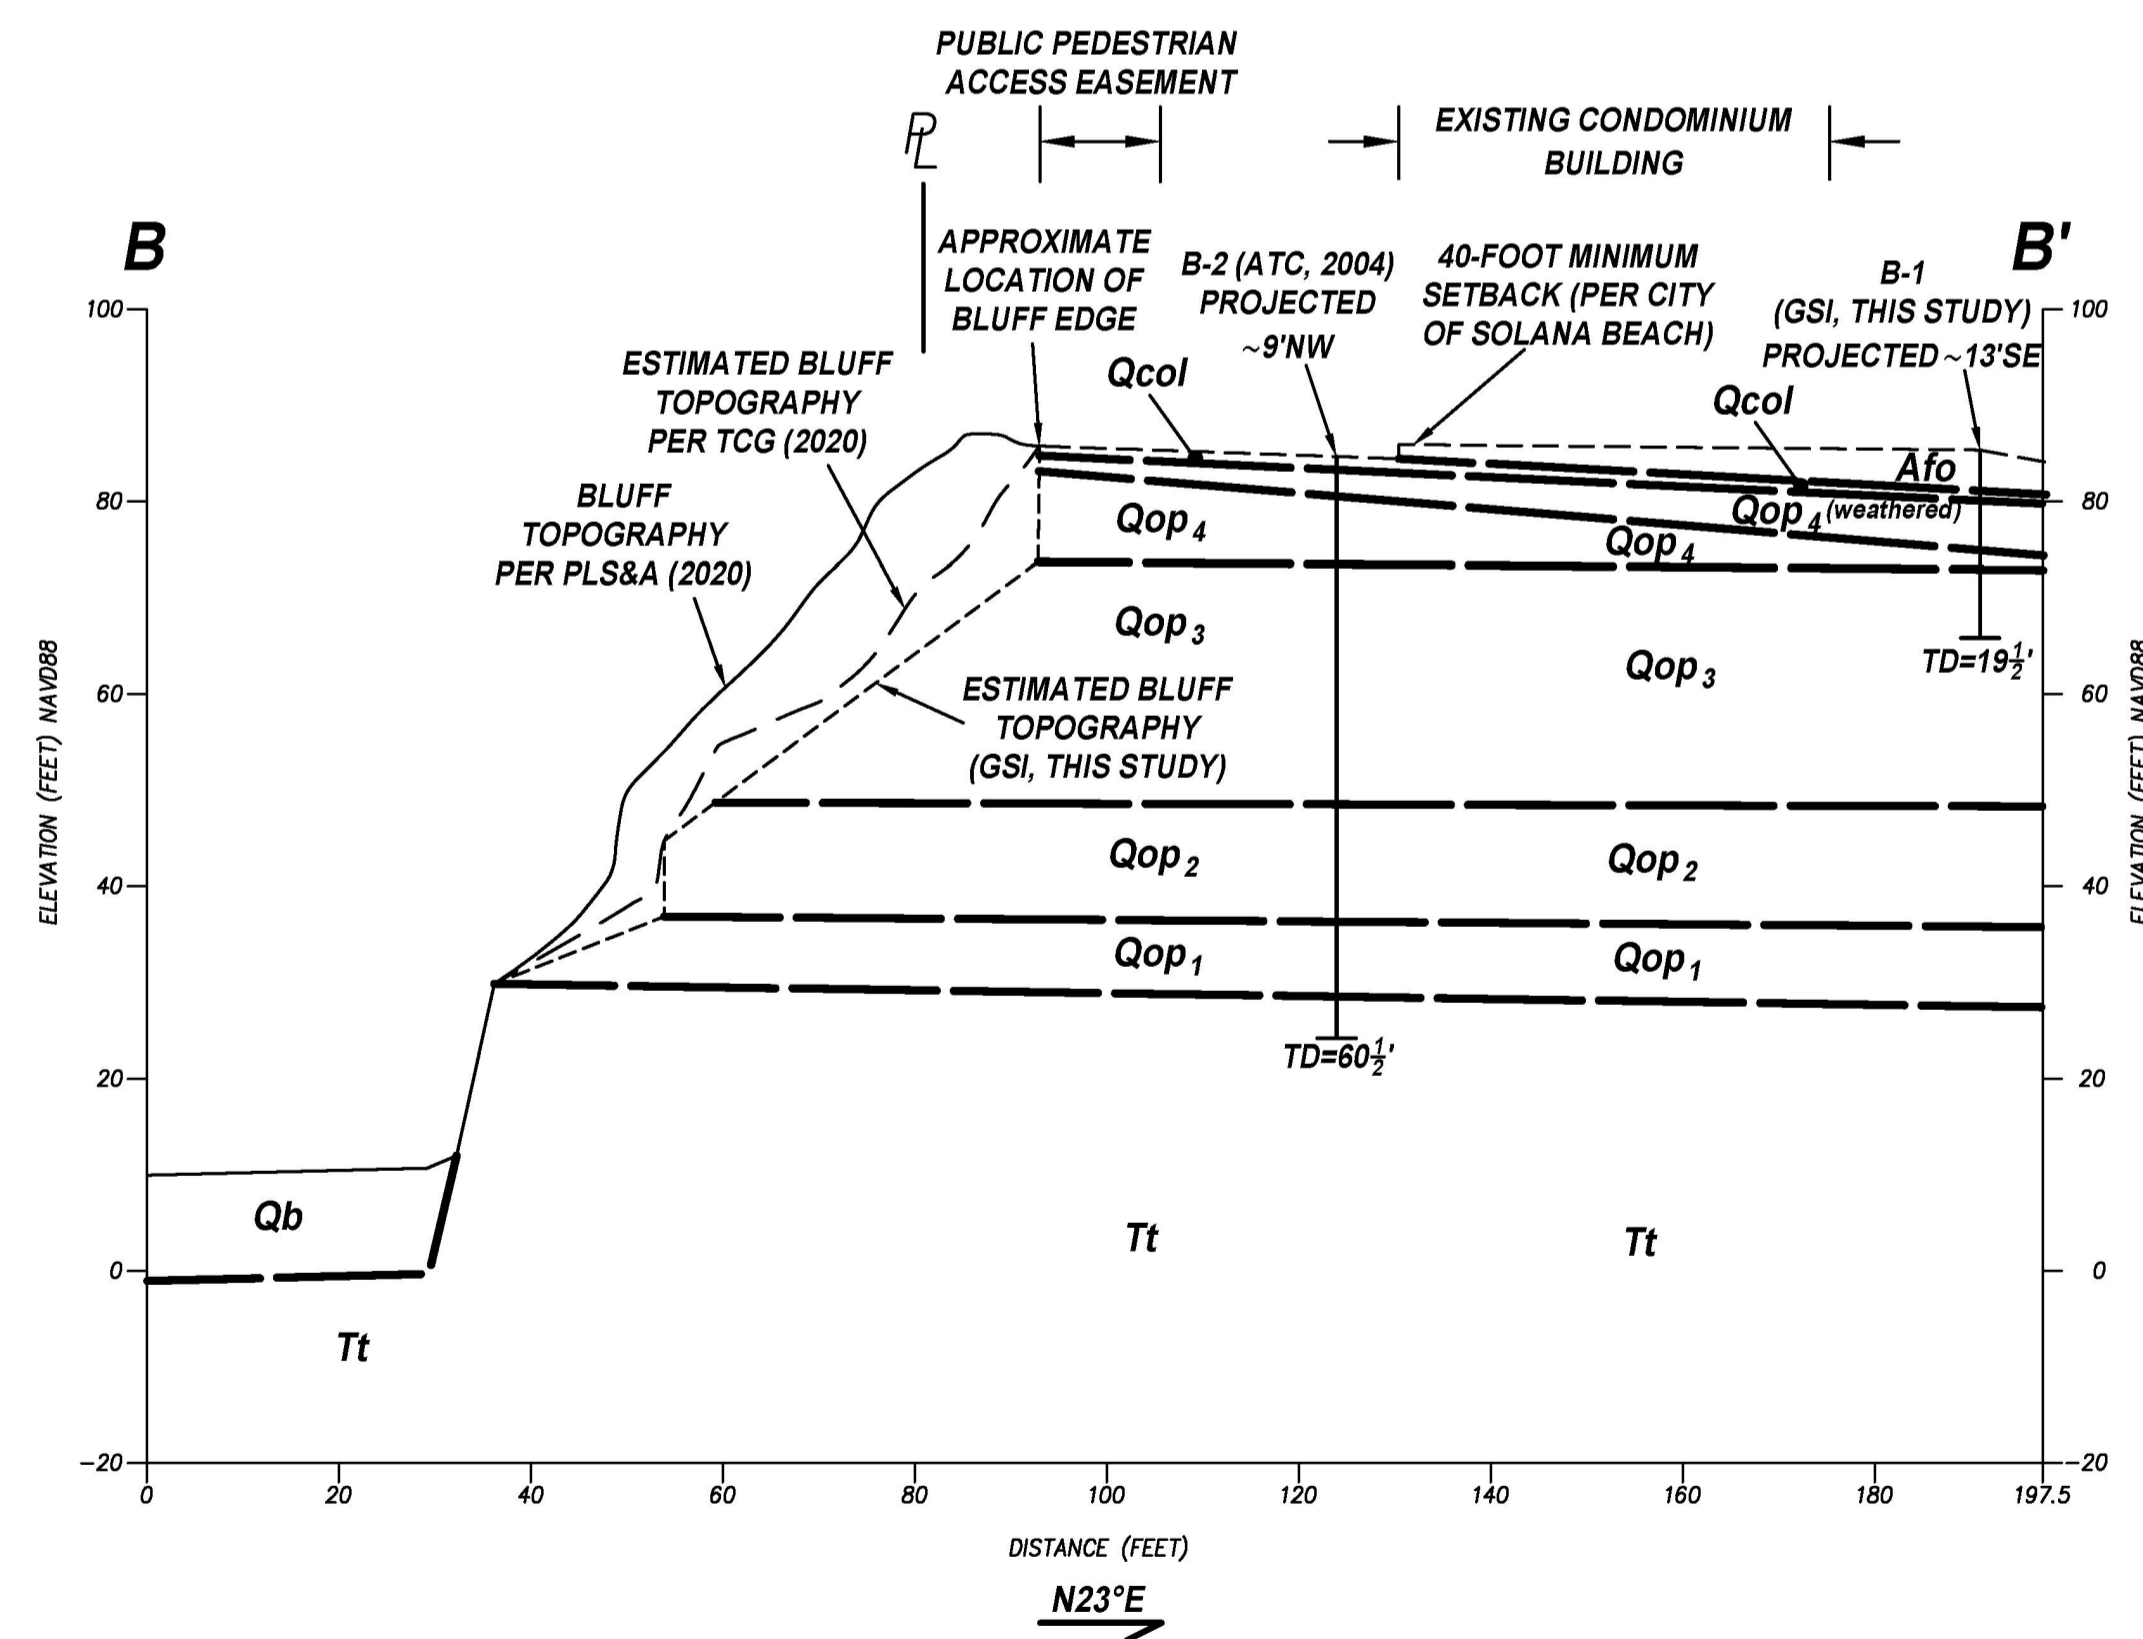 PUBLIC PEDESTRIAN
ACCESS EASEMENT
PL
EXISTING CONDOMINIUM
BUILDING
B
B'
APPROXIMATE
LOCATION OF
BLUFF EDGE
B-2 (ATC, 2004)
PROJECTED
~9'NW
40-FOOT MINIMUM
SETBACK (PER CITY
OF SOLANA BEACH)
B-1
(GSI, THIS STUDY)
PROJECTED ~13'SE
ESTIMATED BLUFF
TOPOGRAPHY
PER TCG (2020)
BLUFF
TOPOGRAPHY
PER PLS&A (2020)
Qcol
Qcol
Afo
Qop4 (weathered)
Qop4
Qop4
Qop3
Qop3
TD=19½'
ESTIMATED BLUFF
TOPOGRAPHY
(GSI, THIS STUDY)
Qop2
Qop2
Qop1
Qop1
TD=60½'
Qb
Tt
Tt
Tt
ELEVATION (FEET) NAVD88
100
80
60
40
20
0
-20
100
80
60
40
20
0
-20
ELEVATION (FEET) NAVD88
0 20 40 60 80 100 120 140 160 180 197.5
DISTANCE (FEET)
N23°E